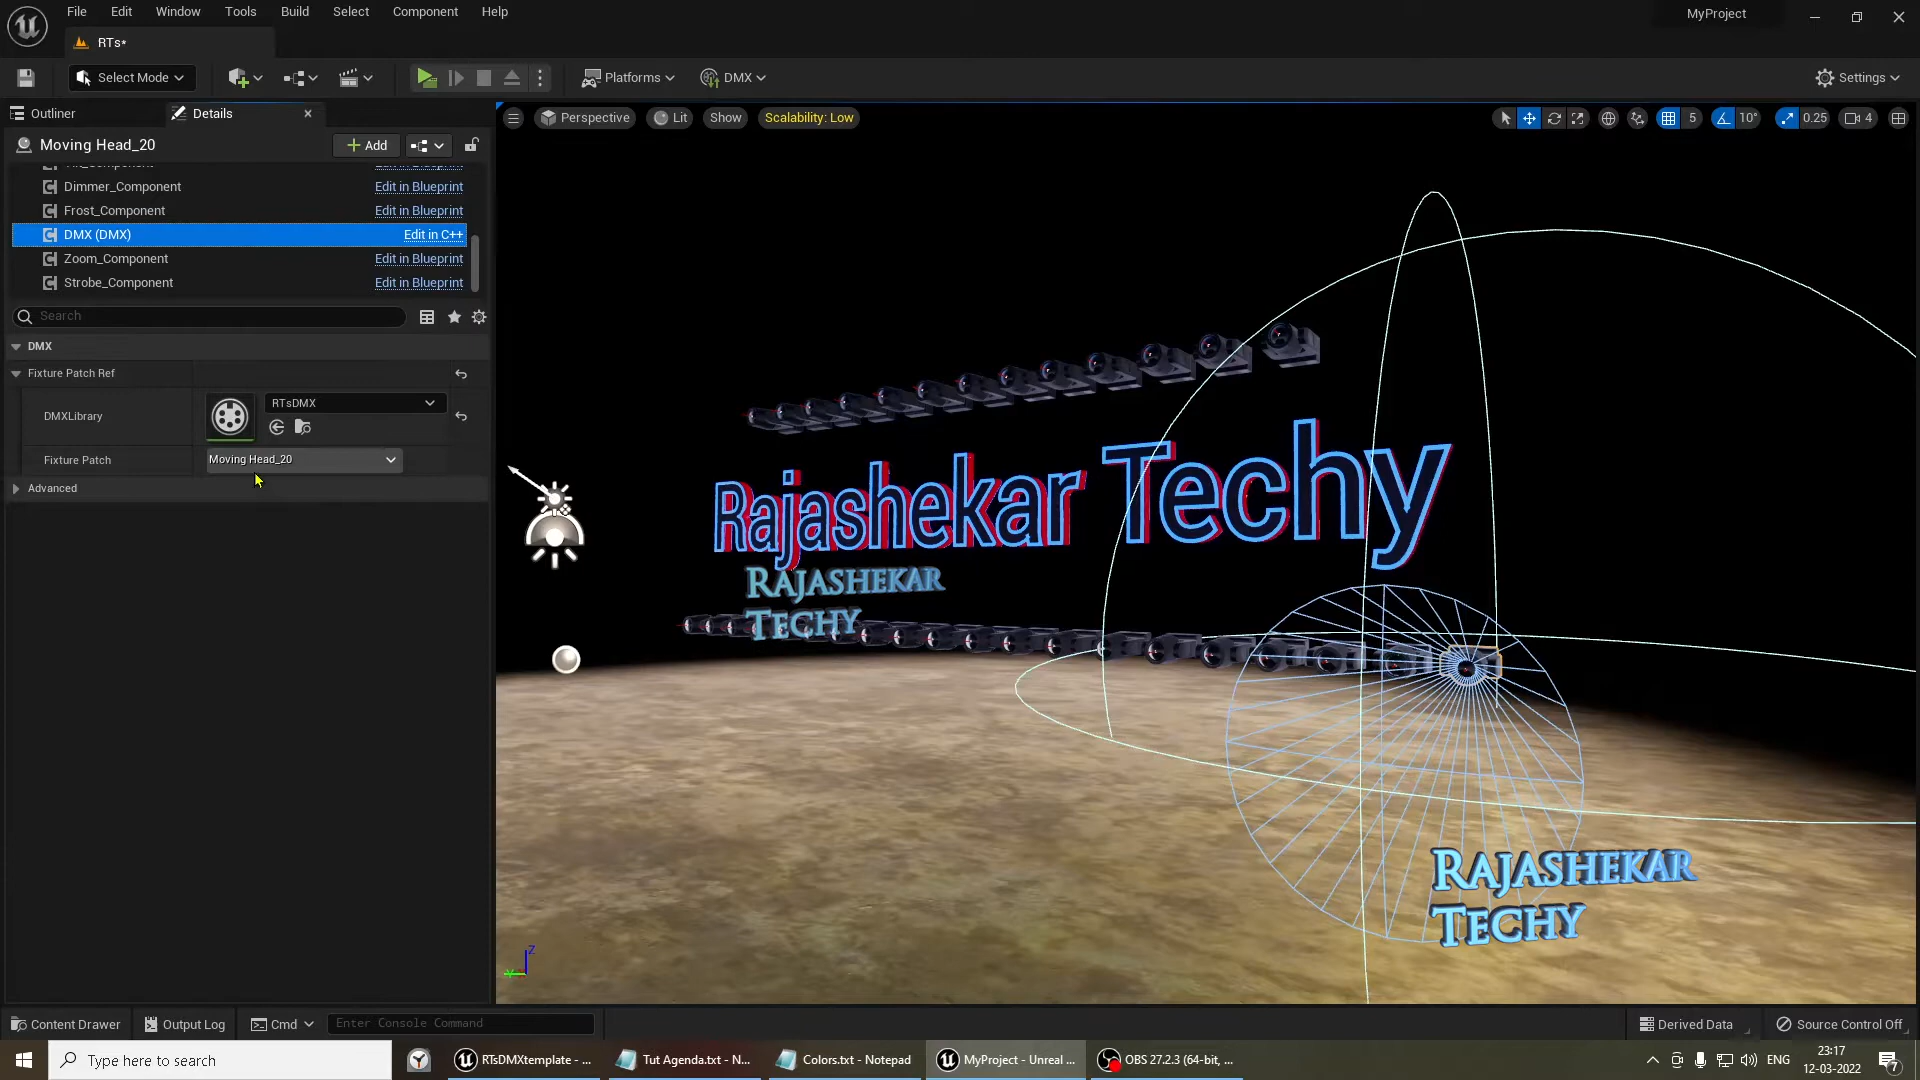 File Edit Window Tools Build Select Component Help
MyProject
RTs*
Select Mode
Platforms
DMX
Settings
Outliner
Details
Perspective
Lit
Show
Scalability: Low
5
10°
0.25
4
Moving Head_20
Add
Dimmer_Component Edit in Blueprint
Frost_Component Edit in Blueprint
DMX (DMX) Edit in C++
Zoom_Component Edit in Blueprint
Strobe_Component Edit in Blueprint
Search
DMX
Fixture Patch Ref
DMXLibrary
RTsDMX
Fixture Patch
Moving Head_20
Advanced
Rajashekar Techy
Rajashekar
Techy
Rajashekar
Techy
Z
Y
Content Drawer
Output Log
Cmd
Enter Console Command
Derived Data
Source Control Off
Type here to search
RTsDMXtemplate - ...
Tut Agenda.txt - N...
Colors.txt - Notepad
MyProject - Unreal ...
OBS 27.2.3 (64-bit, ...
ENG
23:17
12-03-2022
7